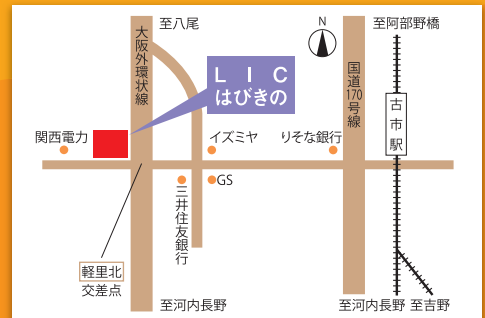 至八尾
N
至阿部野橋
大阪外環状線
国道170号線
LIC
はびきの
古市駅
関西電力
イズミヤ
りそな銀行
GS
三井住友銀行
軽里北
交差点
至河内長野
至河内長野
至吉野